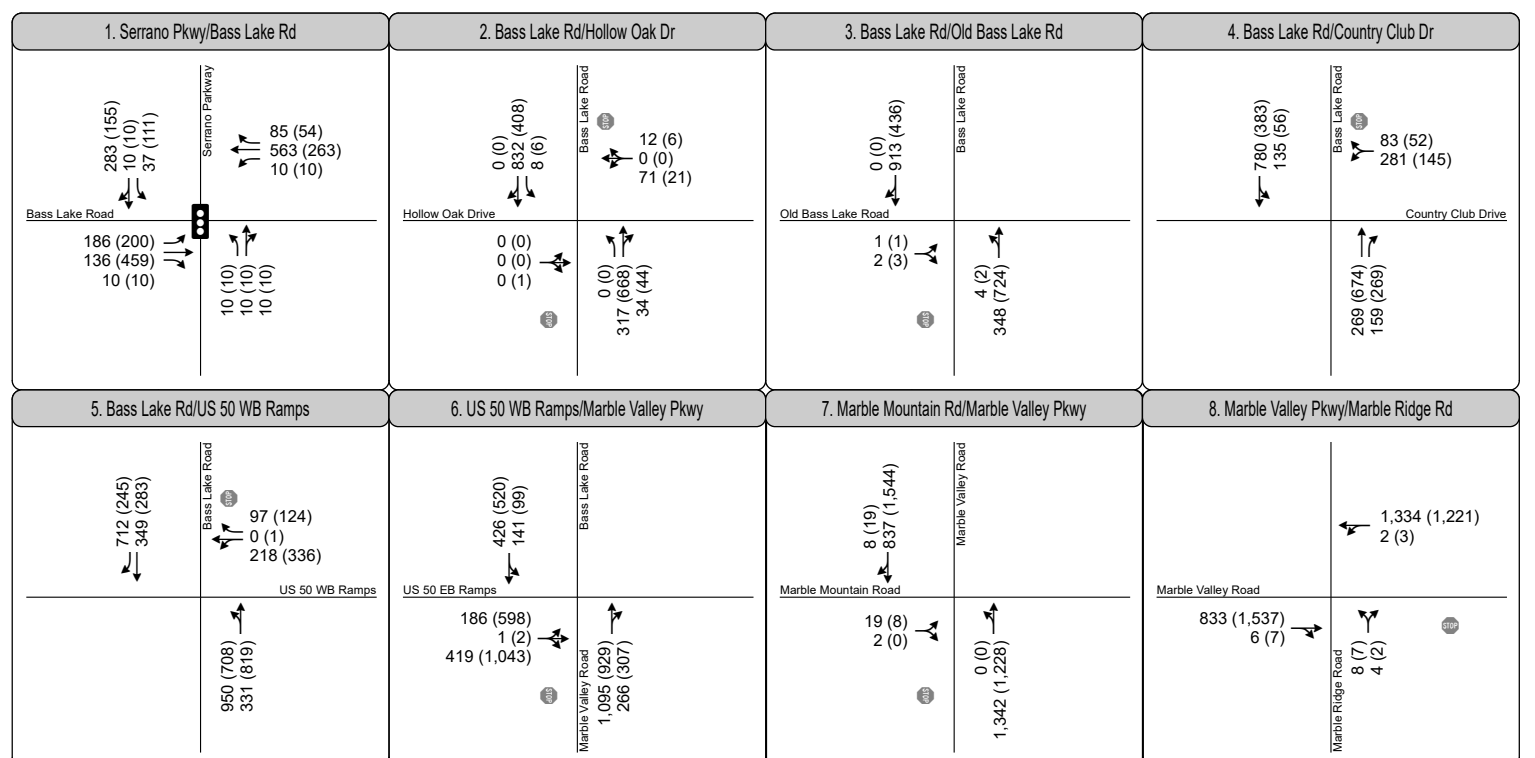 1. Serrano Pkwy/Bass Lake Rd
283 (155)
10 (10)
37 (111)
Serrano Parkway
85 (54)
563 (263)
10 (10)
Bass Lake Road
186 (200)
136 (459)
10 (10)
10 (10)
10 (10)
10 (10)
2. Bass Lake Rd/Hollow Oak Dr
0 (0)
832 (408)
8 (6)
Bass Lake Road
STOP
12 (6)
0 (0)
71 (21)
Hollow Oak Drive
0 (0)
0 (0)
0 (1)
STOP
0 (0)
317 (668)
34 (44)
3. Bass Lake Rd/Old Bass Lake Rd
0 (0)
913 (436)
Bass Lake Road
Old Bass Lake Road
1 (1)
2 (3)
STOP
4 (2)
348 (724)
4. Bass Lake Rd/Country Club Dr
780 (383)
135 (56)
Bass Lake Road
STOP
83 (52)
281 (145)
Country Club Drive
269 (674)
159 (269)
5. Bass Lake Rd/US 50 WB Ramps
712 (245)
349 (283)
Bass Lake Road
STOP
97 (124)
0 (1)
218 (336)
US 50 WB Ramps
950 (708)
331 (819)
6. US 50 WB Ramps/Marble Valley Pkwy
426 (520)
141 (99)
Bass Lake Road
US 50 EB Ramps
186 (598)
1 (2)
419 (1,043)
STOP
Marble Valley Road
1,095 (929)
266 (307)
7. Marble Mountain Rd/Marble Valley Pkwy
8 (19)
837 (1,544)
Marble Valley Road
Marble Mountain Road
19 (8)
2 (0)
STOP
0 (0)
1,342 (1,228)
8. Marble Valley Pkwy/Marble Ridge Rd
1,334 (1,221)
2 (3)
Marble Valley Road
833 (1,537)
6 (7)
Marble Ridge Road
8 (7)
4 (2)
STOP